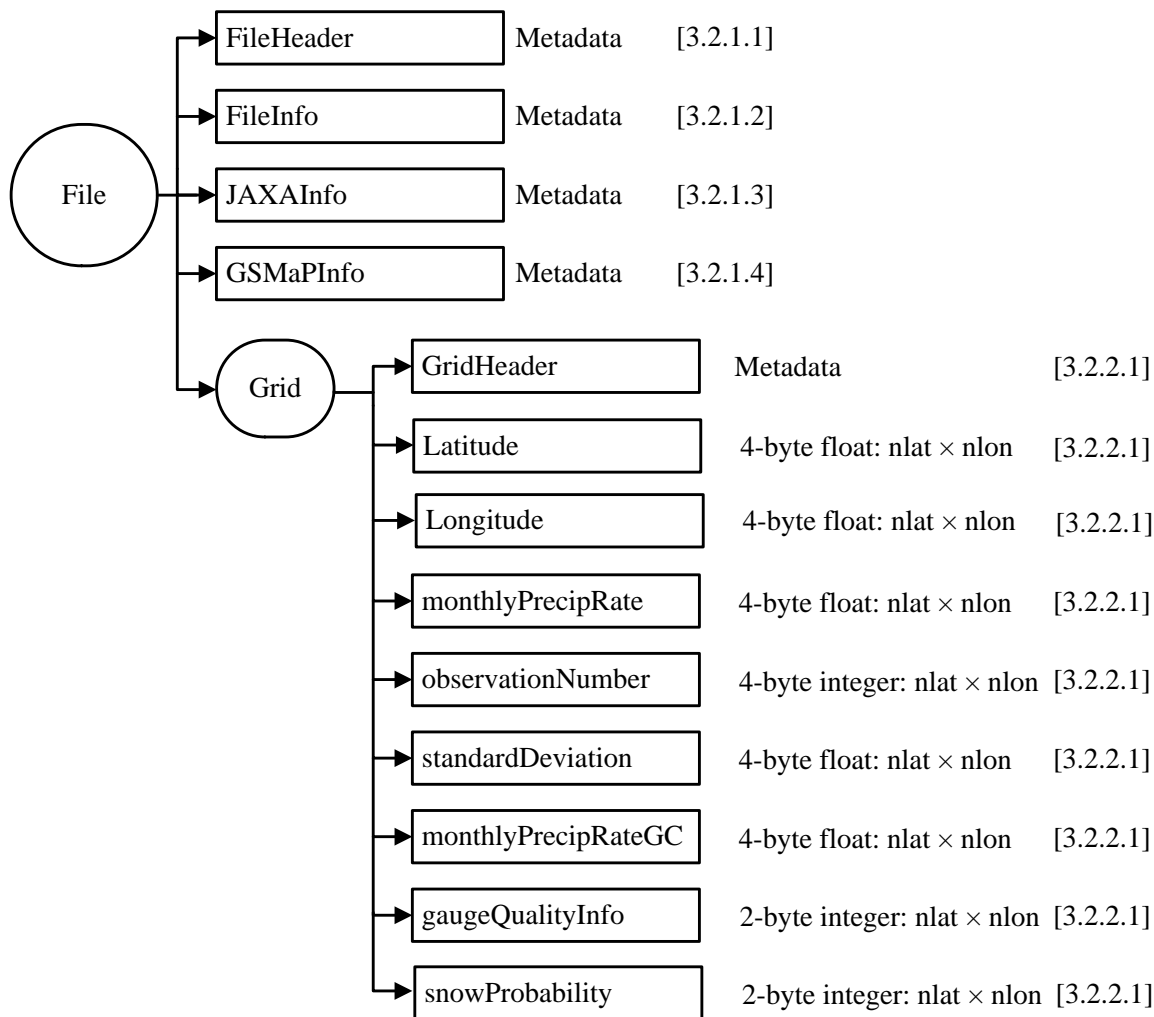 FileHeader Metadata [3.2.1.1]
FileInfo Metadata [3.2.1.2]
File JAXAInfo Metadata [3.2.1.3]
GSMaPInfo Metadata [3.2.1.4]
Grid GridHeader Metadata [3.2.2.1]
Latitude 4-byte float: nlat × nlon [3.2.2.1]
Longitude 4-byte float: nlat × nlon [3.2.2.1]
monthlyPrecipRate 4-byte float: nlat × nlon [3.2.2.1]
observationNumber 4-byte integer: nlat × nlon [3.2.2.1]
standardDeviation 4-byte float: nlat × nlon [3.2.2.1]
monthlyPrecipRateGC 4-byte float: nlat × nlon [3.2.2.1]
gaugeQualityInfo 2-byte integer: nlat × nlon [3.2.2.1]
snowProbability 2-byte integer: nlat × nlon [3.2.2.1]